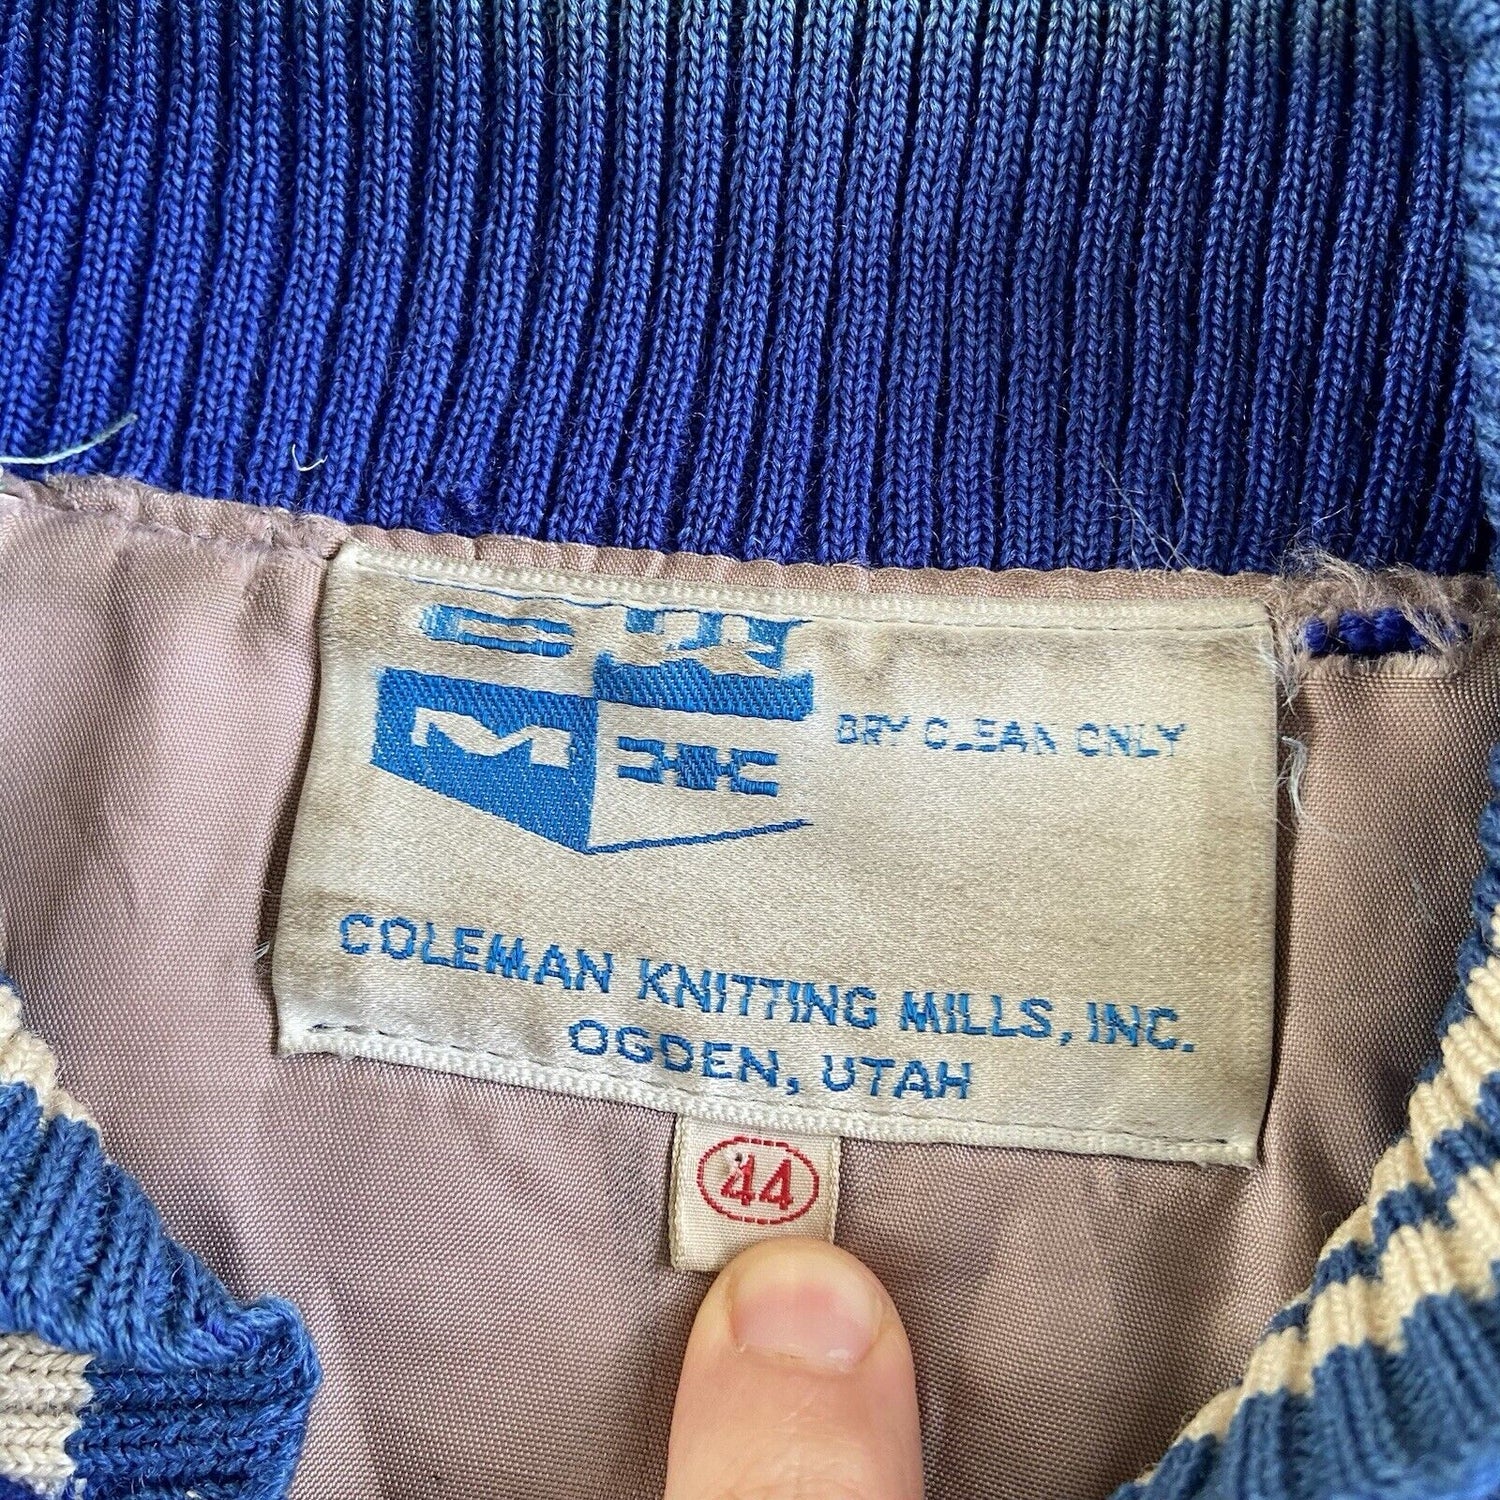 M K
DRY CLEAN ONLY
COLEMAN KNITTING MILLS, INC.
OGDEN, UTAH
44